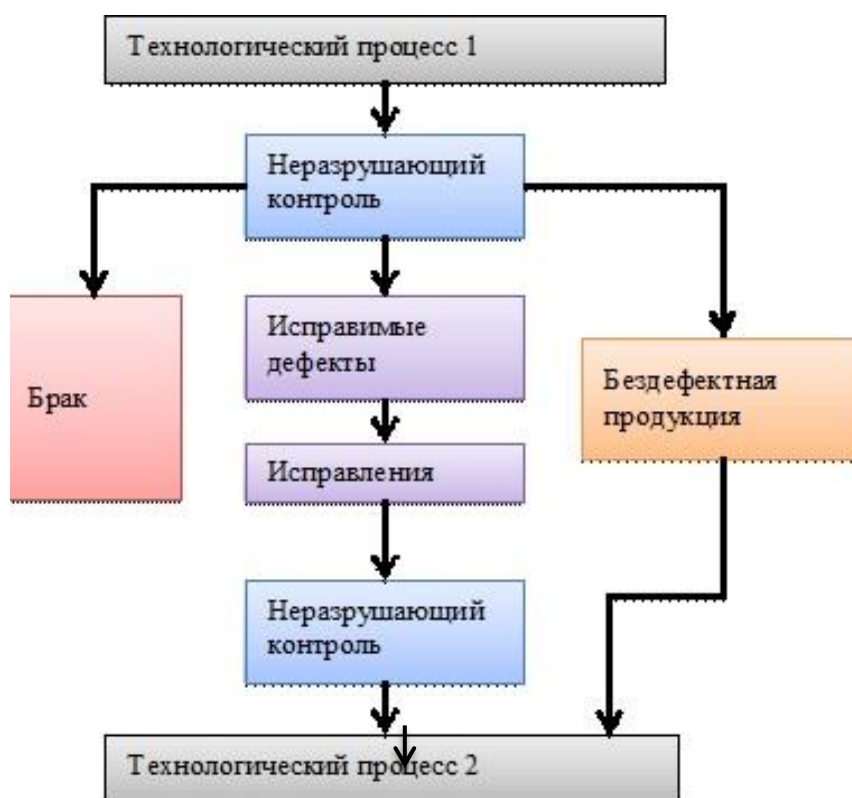 Технологический процесс 1
Неразрушающий
контроль
Исправимые
дефекты
Брак
Бездефектная
продукция
Исправления
Неразрушающий
контроль
Технологический процесс 2